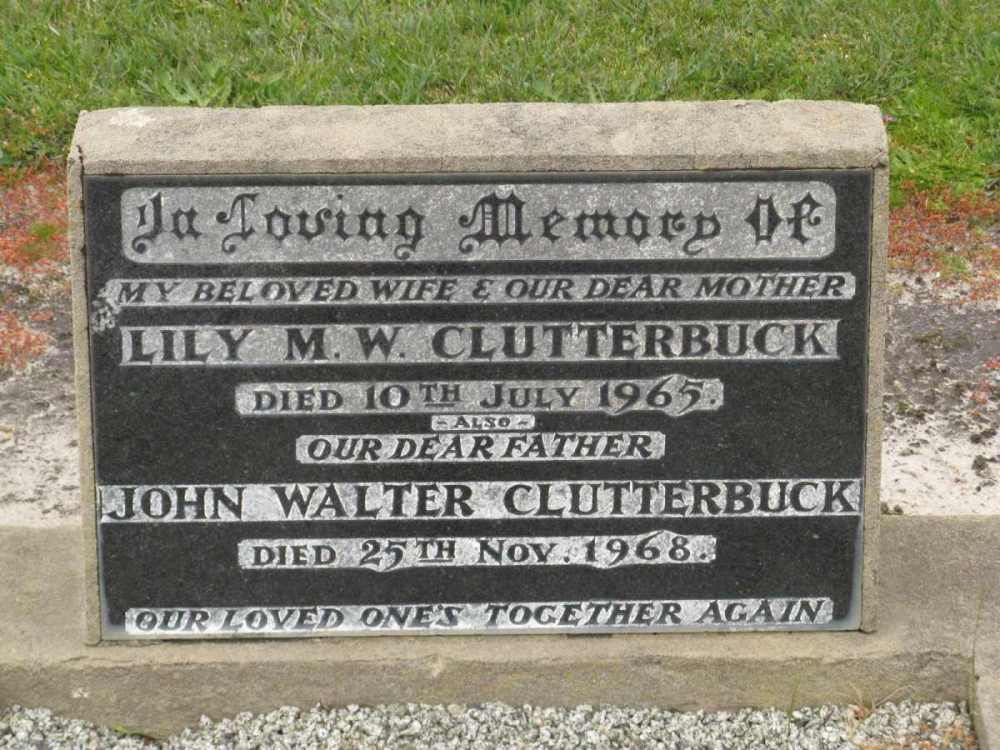 In Loving Memory Of
MY BELOVED WIFE & OUR DEAR MOTHER
LILY M. W. CLUTTERBUCK
DIED 10TH JULY 1965.
- ALSO -
OUR DEAR FATHER
JOHN WALTER CLUTTERBUCK
DIED 25TH NOV. 1968.
OUR LOVED ONE'S TOGETHER AGAIN